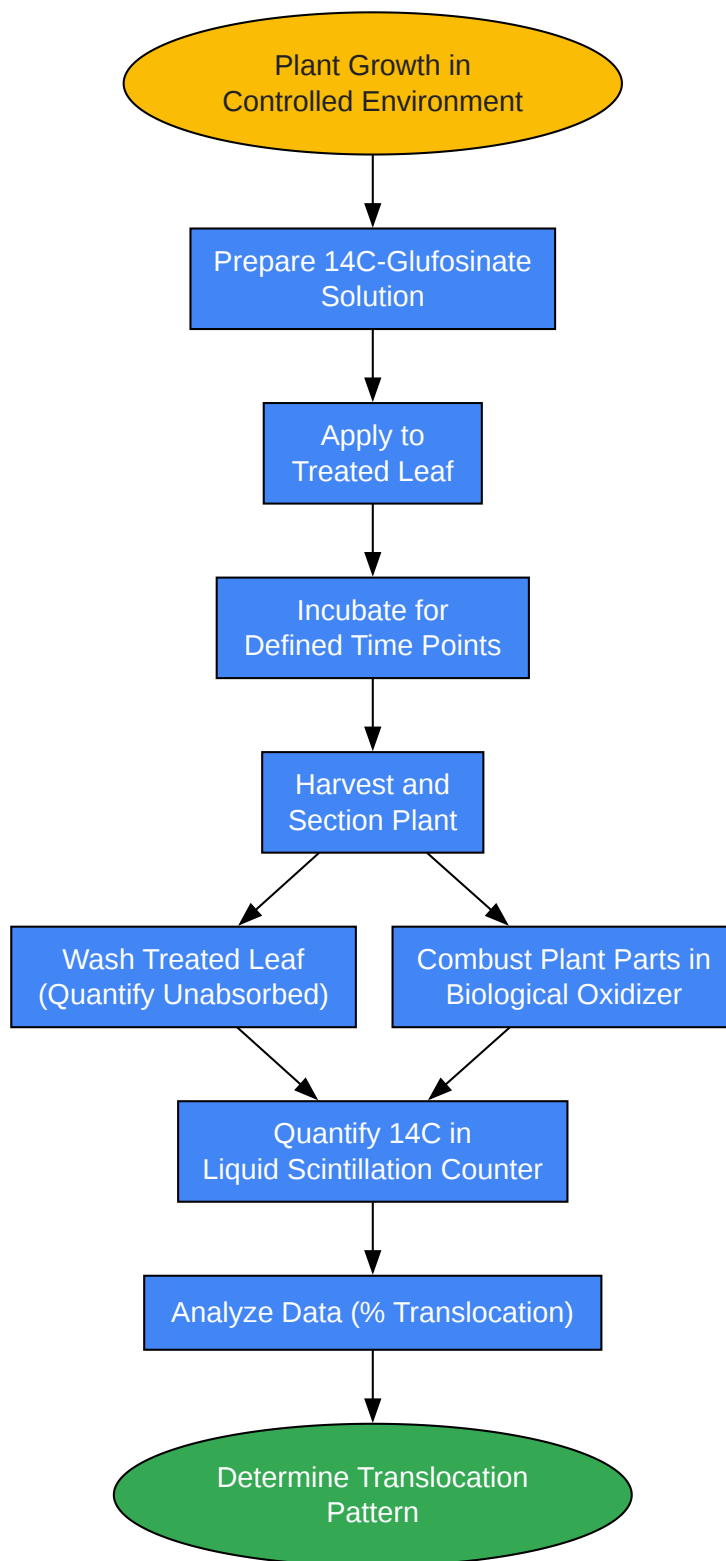 Plant Growth in
Controlled Environment
Prepare 14C-Glufosinate
Solution
Apply to
Treated Leaf
Incubate for
Defined Time Points
Harvest and
Section Plant
Wash Treated Leaf
(Quantify Unabsorbed)
Combust Plant Parts in
Biological Oxidizer
Quantify 14C in
Liquid Scintillation Counter
Analyze Data (% Translocation)
Determine Translocation
Pattern